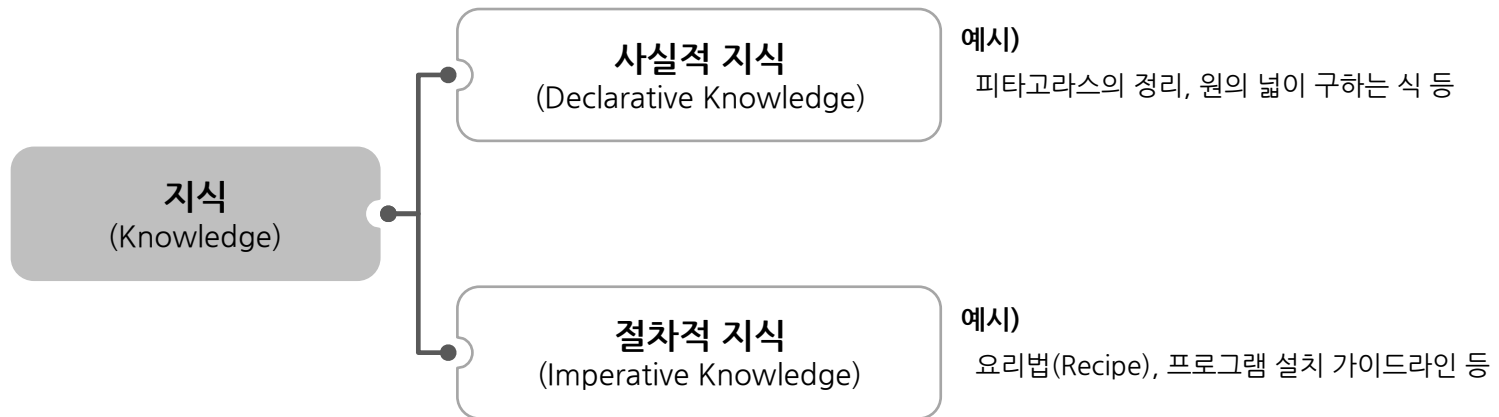 지식
(Knowledge)
사실적 지식
(Declarative Knowledge)
예시)
피타고라스의 정리, 원의 넓이 구하는 식 등
절차적 지식
(Imperative Knowledge)
예시)
요리법(Recipe), 프로그램 설치 가이드라인 등